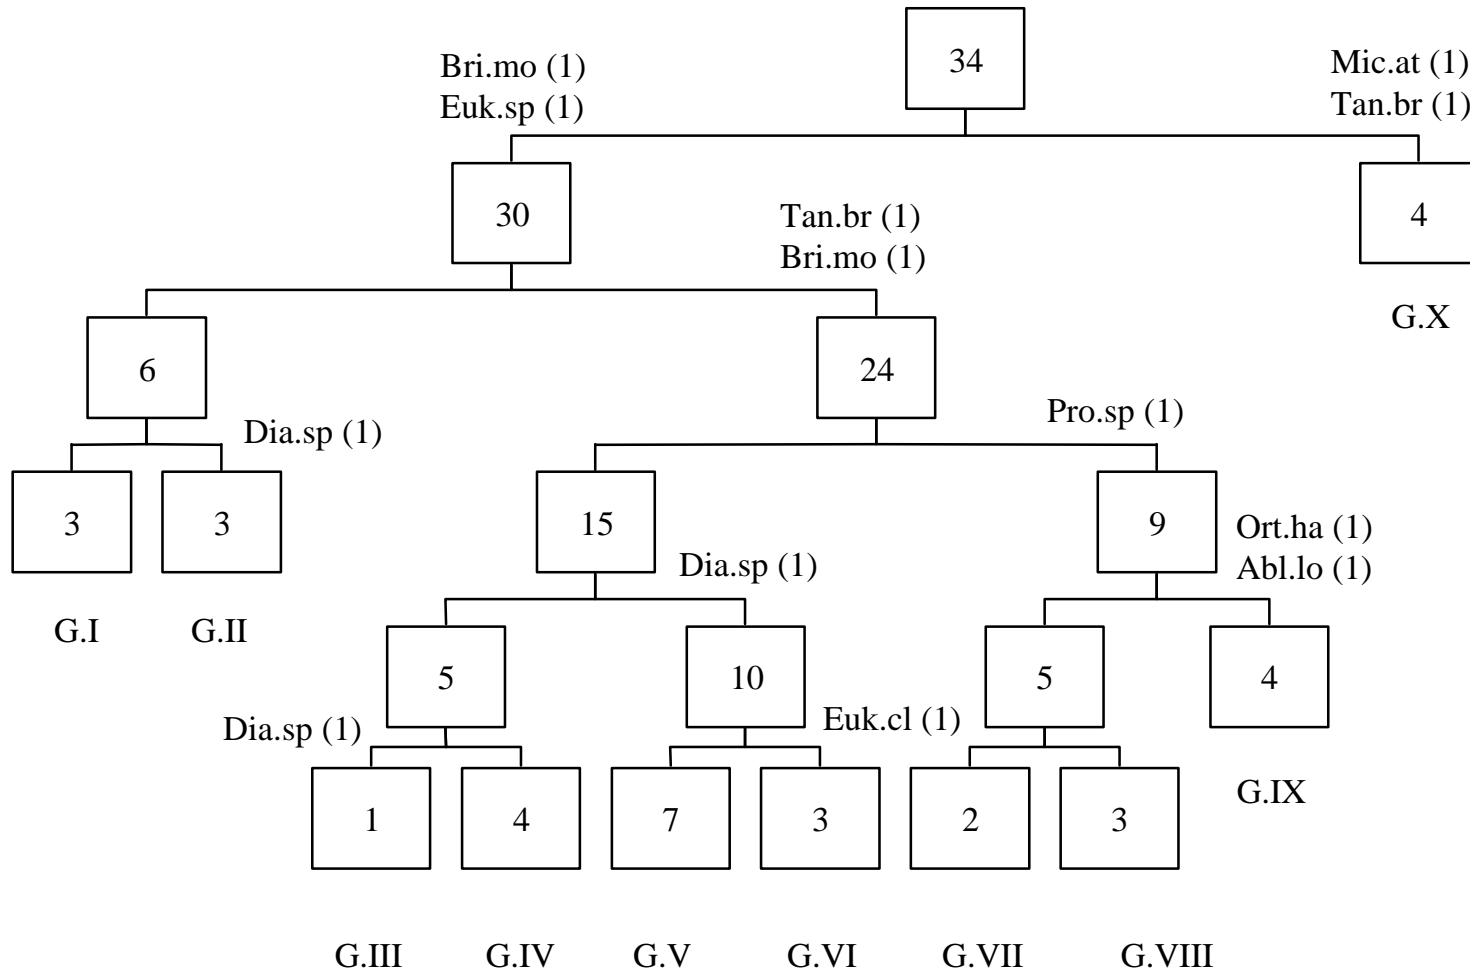 34
Bri.mo (1)
Euk.sp (1)
Mic.at (1)
Tan.br (1)
30
Tan.br (1)
Bri.mo (1)
4
G.X
6
24
Dia.sp (1)
Pro.sp (1)
3
3
15
9
Ort.ha (1)
Abl.lo (1)
Dia.sp (1)
G.I
G.II
5
10
5
4
Dia.sp (1)
Euk.cl (1)
G.IX
1
4
7
3
2
3
G.III
G.IV
G.V
G.VI
G.VII
G.VIII